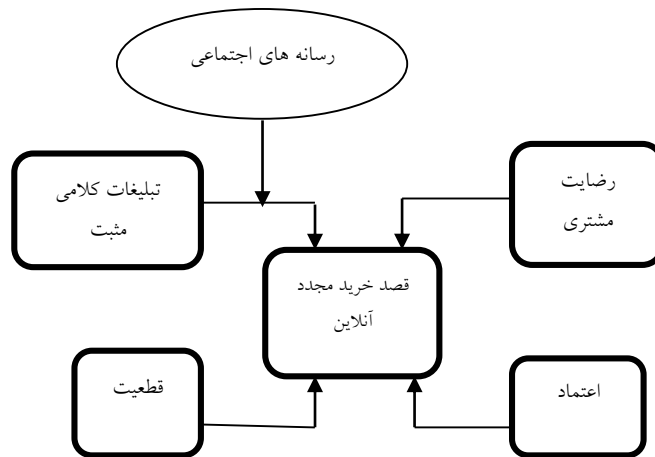 رسانه های اجتماعی
تبلیغات کلامی
مثبت
رضایت
مشتری
قصد خرید مجدد
آنلاین
قطعیت
اعتماد